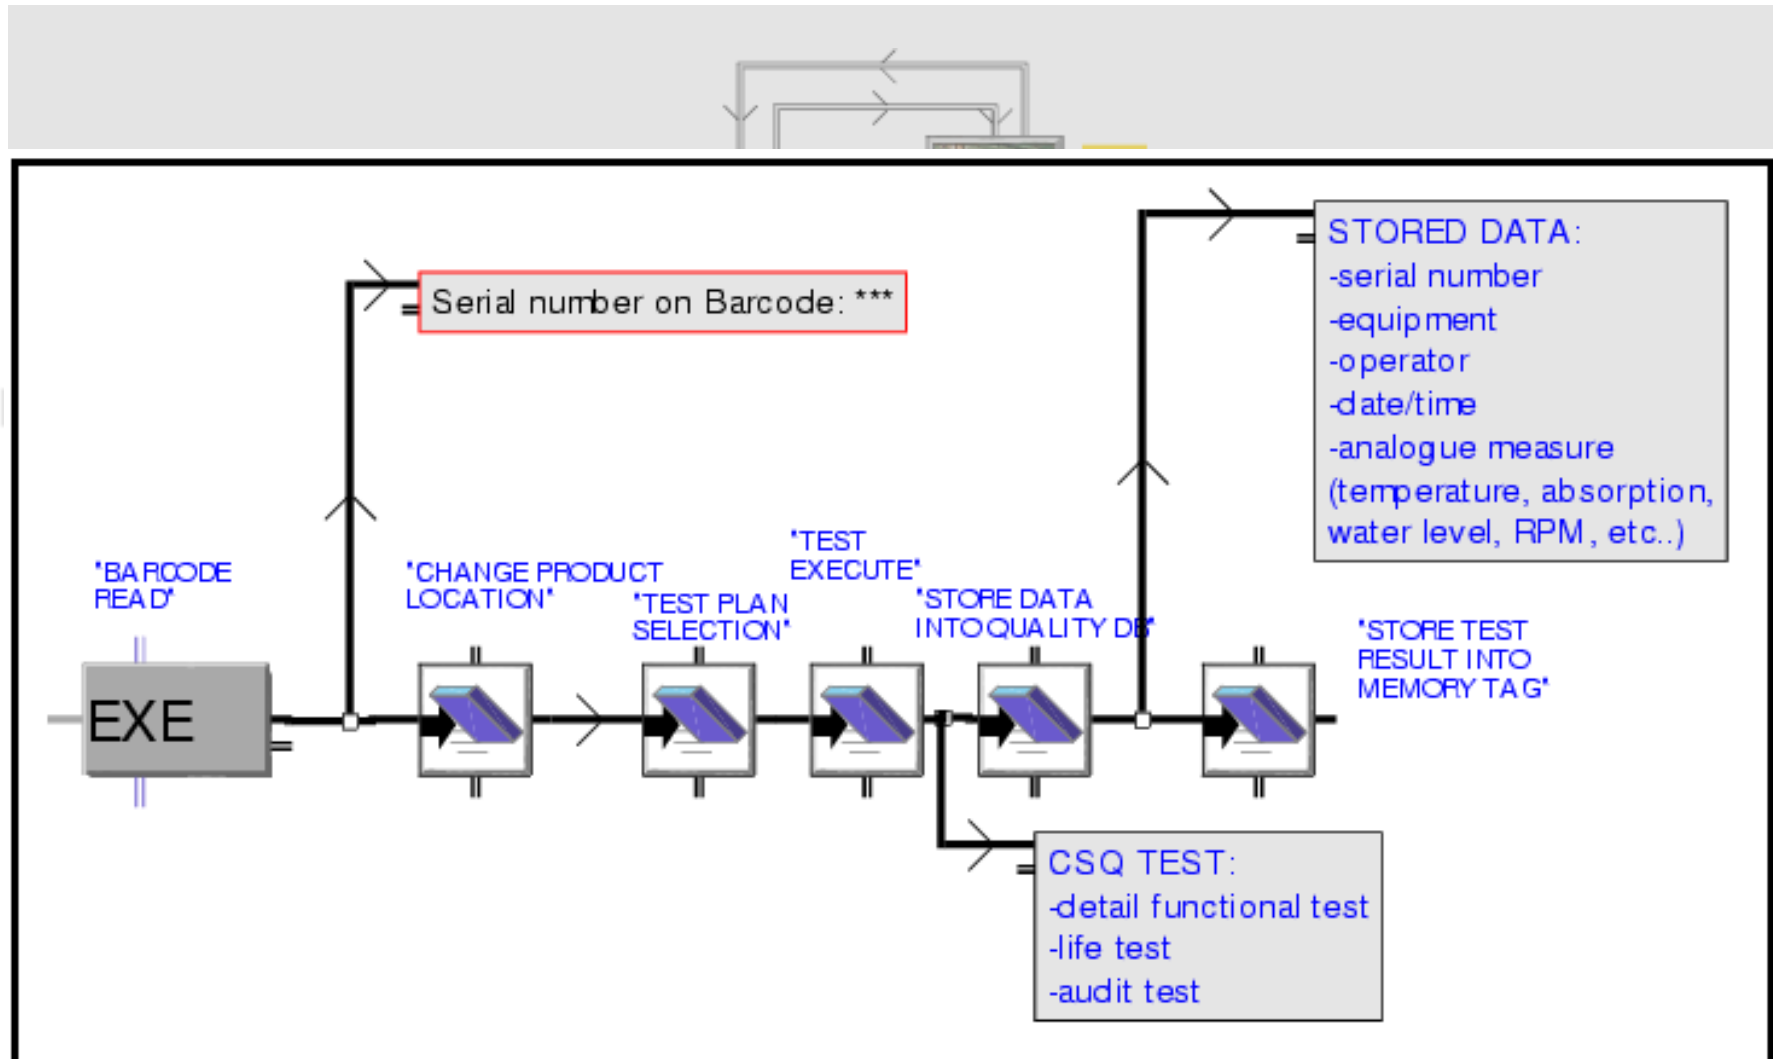 STORED DATA:
-serial number
-equipment
-operator
-date/time
-analogue measure
(temperature, absorption,
water level, RPM, etc..)
Serial number on Barcode: ***
"BARCODE
READ"
"CHANGE PRODUCT
LOCATION"
"TEST PLAN
SELECTION"
"TEST
EXECUTE"
"STORE DATA
INTO QUALITY DB"
"STORE TEST
RESULT INTO
MEMORY TAG"
EXE
CSQ TEST:
-detail functional test
-life test
-audit test